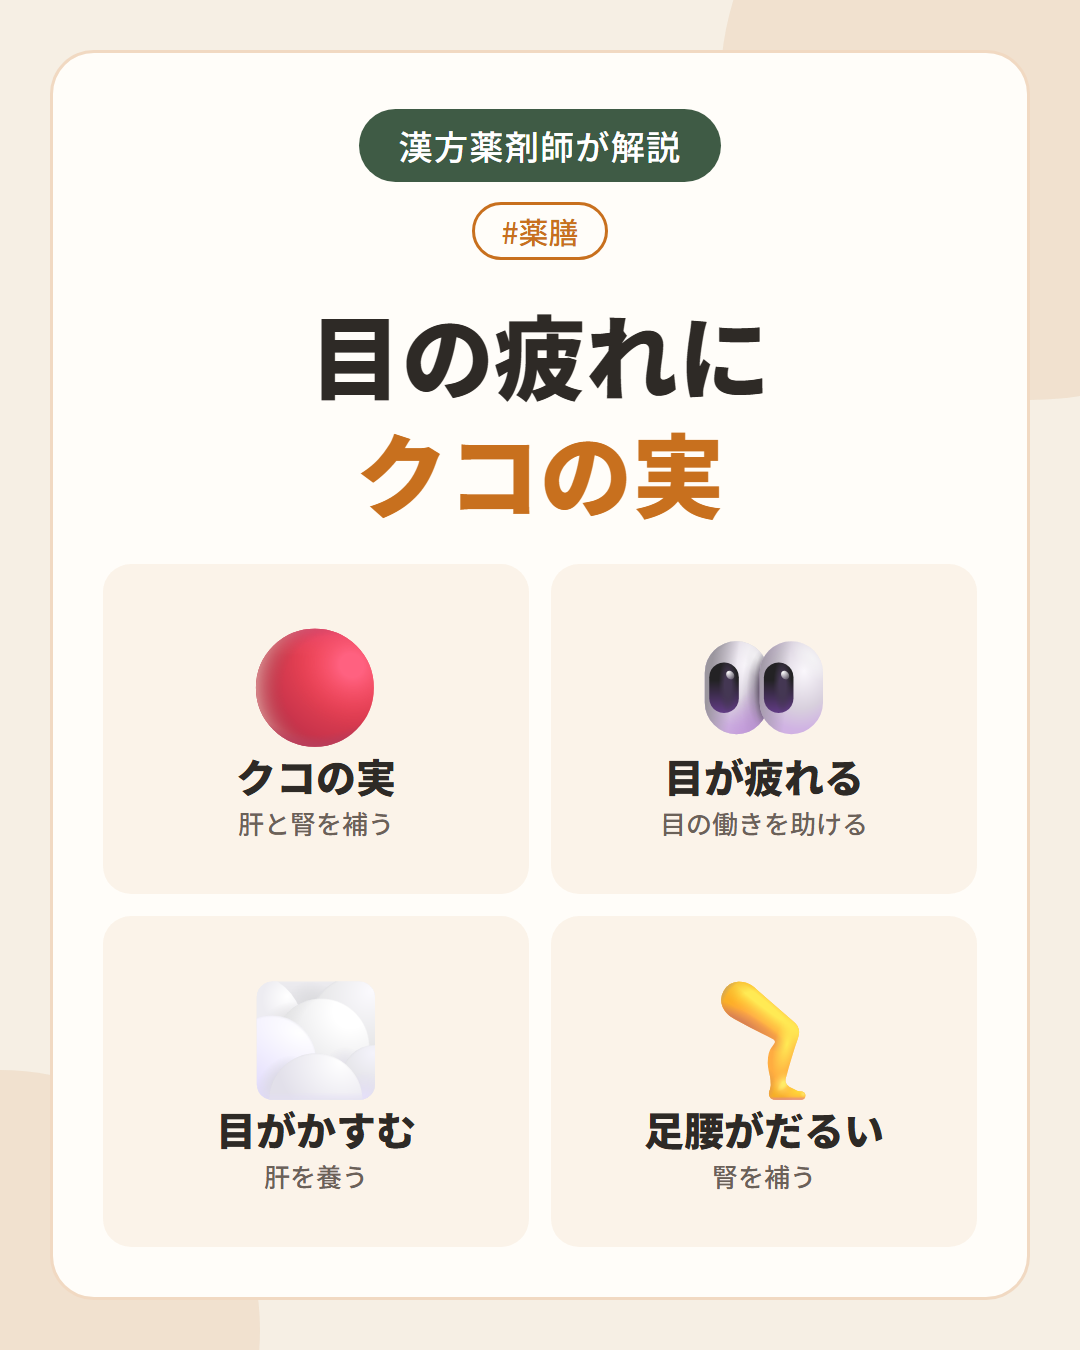 漢方薬剤師が解説
#薬膳
目の疲れに
クコの実
クコの実
肝と腎を補う
目が疲れる
目の働きを助ける
目がかすむ
肝を養う
足腰がだるい
腎を補う